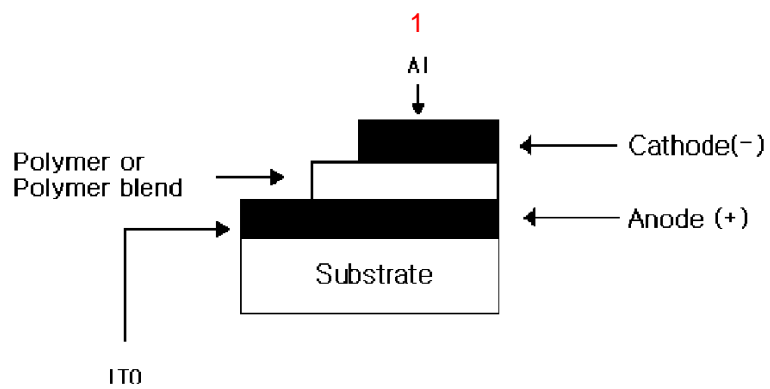 1
Al
Cathode(-)
Polymer or
Polymer blend
Anode (+)
Substrate
ITO